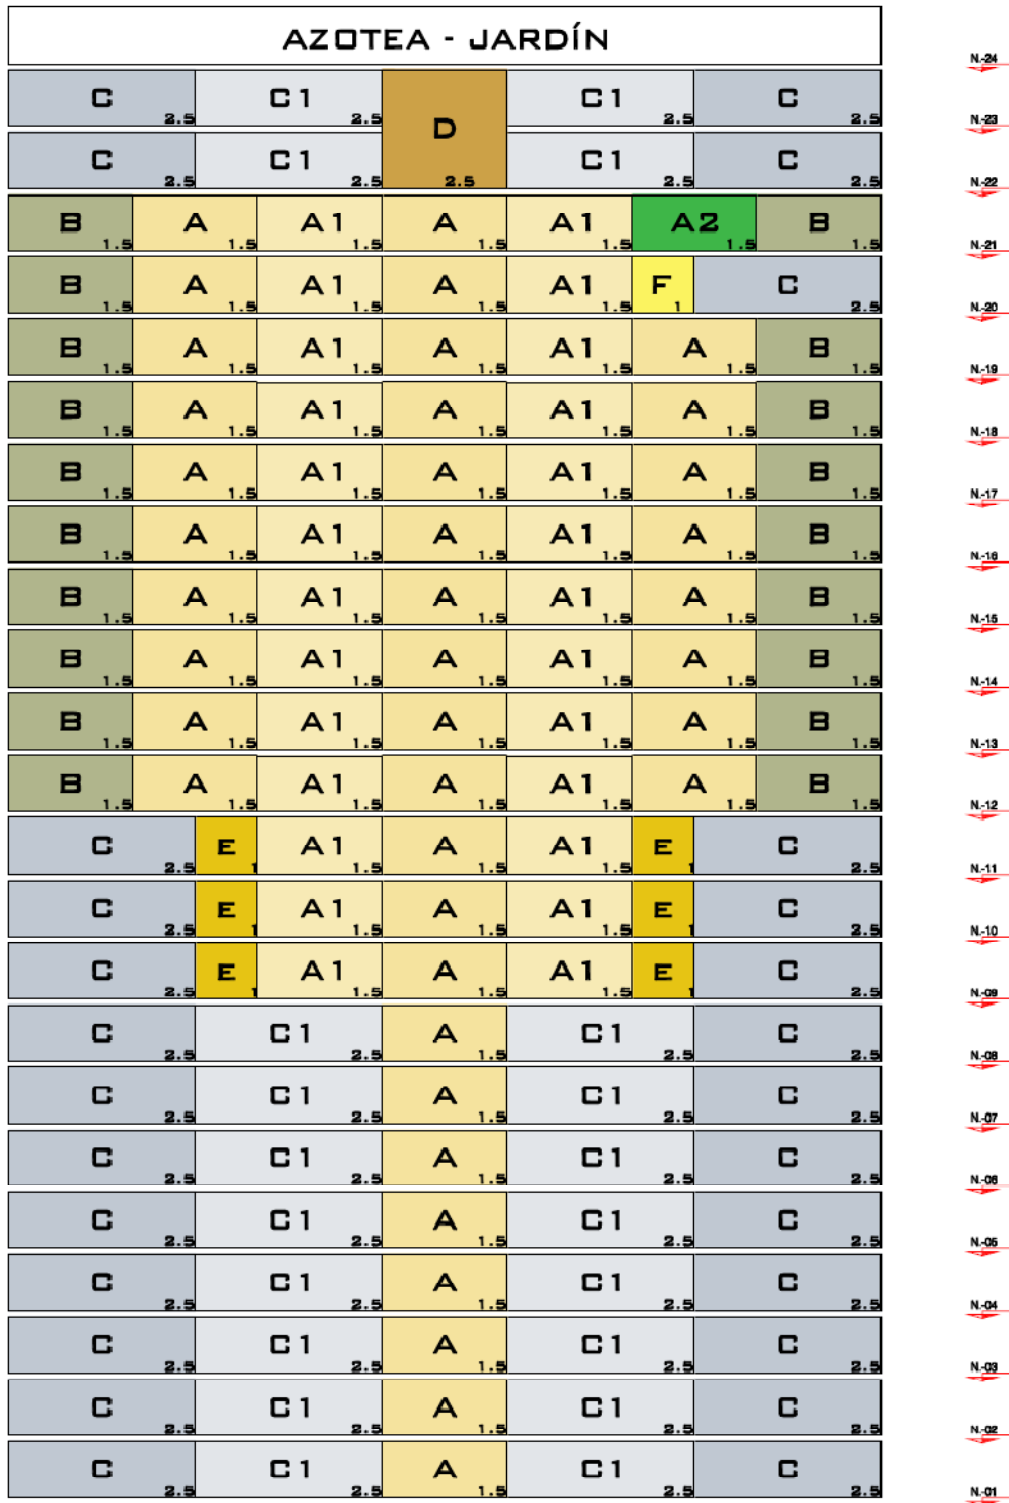 AZOTEA - JARDÍN
N.-24
C 2.5 C1 2.5 D 2.5 C1 2.5 C 2.5
N.-23
C 2.5 C1 2.5 C1 2.5 C 2.5
N.-22
B 1.5 A 1.5 A1 1.5 A 1.5 A1 1.5 A2 1.5 B 1.5
N.-21
B 1.5 A 1.5 A1 1.5 A 1.5 A1 1.5 F 1 C 2.5
N.-20
B 1.5 A 1.5 A1 1.5 A 1.5 A1 1.5 A 1.5 B 1.5
N.-19
B 1.5 A 1.5 A1 1.5 A 1.5 A1 1.5 A 1.5 B 1.5
N.-18
B 1.5 A 1.5 A1 1.5 A 1.5 A1 1.5 A 1.5 B 1.5
N.-17
B 1.5 A 1.5 A1 1.5 A 1.5 A1 1.5 A 1.5 B 1.5
N.-16
B 1.5 A 1.5 A1 1.5 A 1.5 A1 1.5 A 1.5 B 1.5
N.-15
B 1.5 A 1.5 A1 1.5 A 1.5 A1 1.5 A 1.5 B 1.5
N.-14
B 1.5 A 1.5 A1 1.5 A 1.5 A1 1.5 A 1.5 B 1.5
N.-13
B 1.5 A 1.5 A1 1.5 A 1.5 A1 1.5 A 1.5 B 1.5
N.-12
C 2.5 E 1 A1 1.5 A 1.5 A1 1.5 E 1 C 2.5
N.-11
C 2.5 E 1 A1 1.5 A 1.5 A1 1.5 E 1 C 2.5
N.-10
C 2.5 E 1 A1 1.5 A 1.5 A1 1.5 E 1 C 2.5
N.-09
C 2.5 C1 2.5 A 1.5 C1 2.5 C 2.5
N.-08
C 2.5 C1 2.5 A 1.5 C1 2.5 C 2.5
N.-07
C 2.5 C1 2.5 A 1.5 C1 2.5 C 2.5
N.-06
C 2.5 C1 2.5 A 1.5 C1 2.5 C 2.5
N.-05
C 2.5 C1 2.5 A 1.5 C1 2.5 C 2.5
N.-04
C 2.5 C1 2.5 A 1.5 C1 2.5 C 2.5
N.-03
C 2.5 C1 2.5 A 1.5 C1 2.5 C 2.5
N.-02
C 2.5 C1 2.5 A 1.5 C1 2.5 C 2.5
N.-01